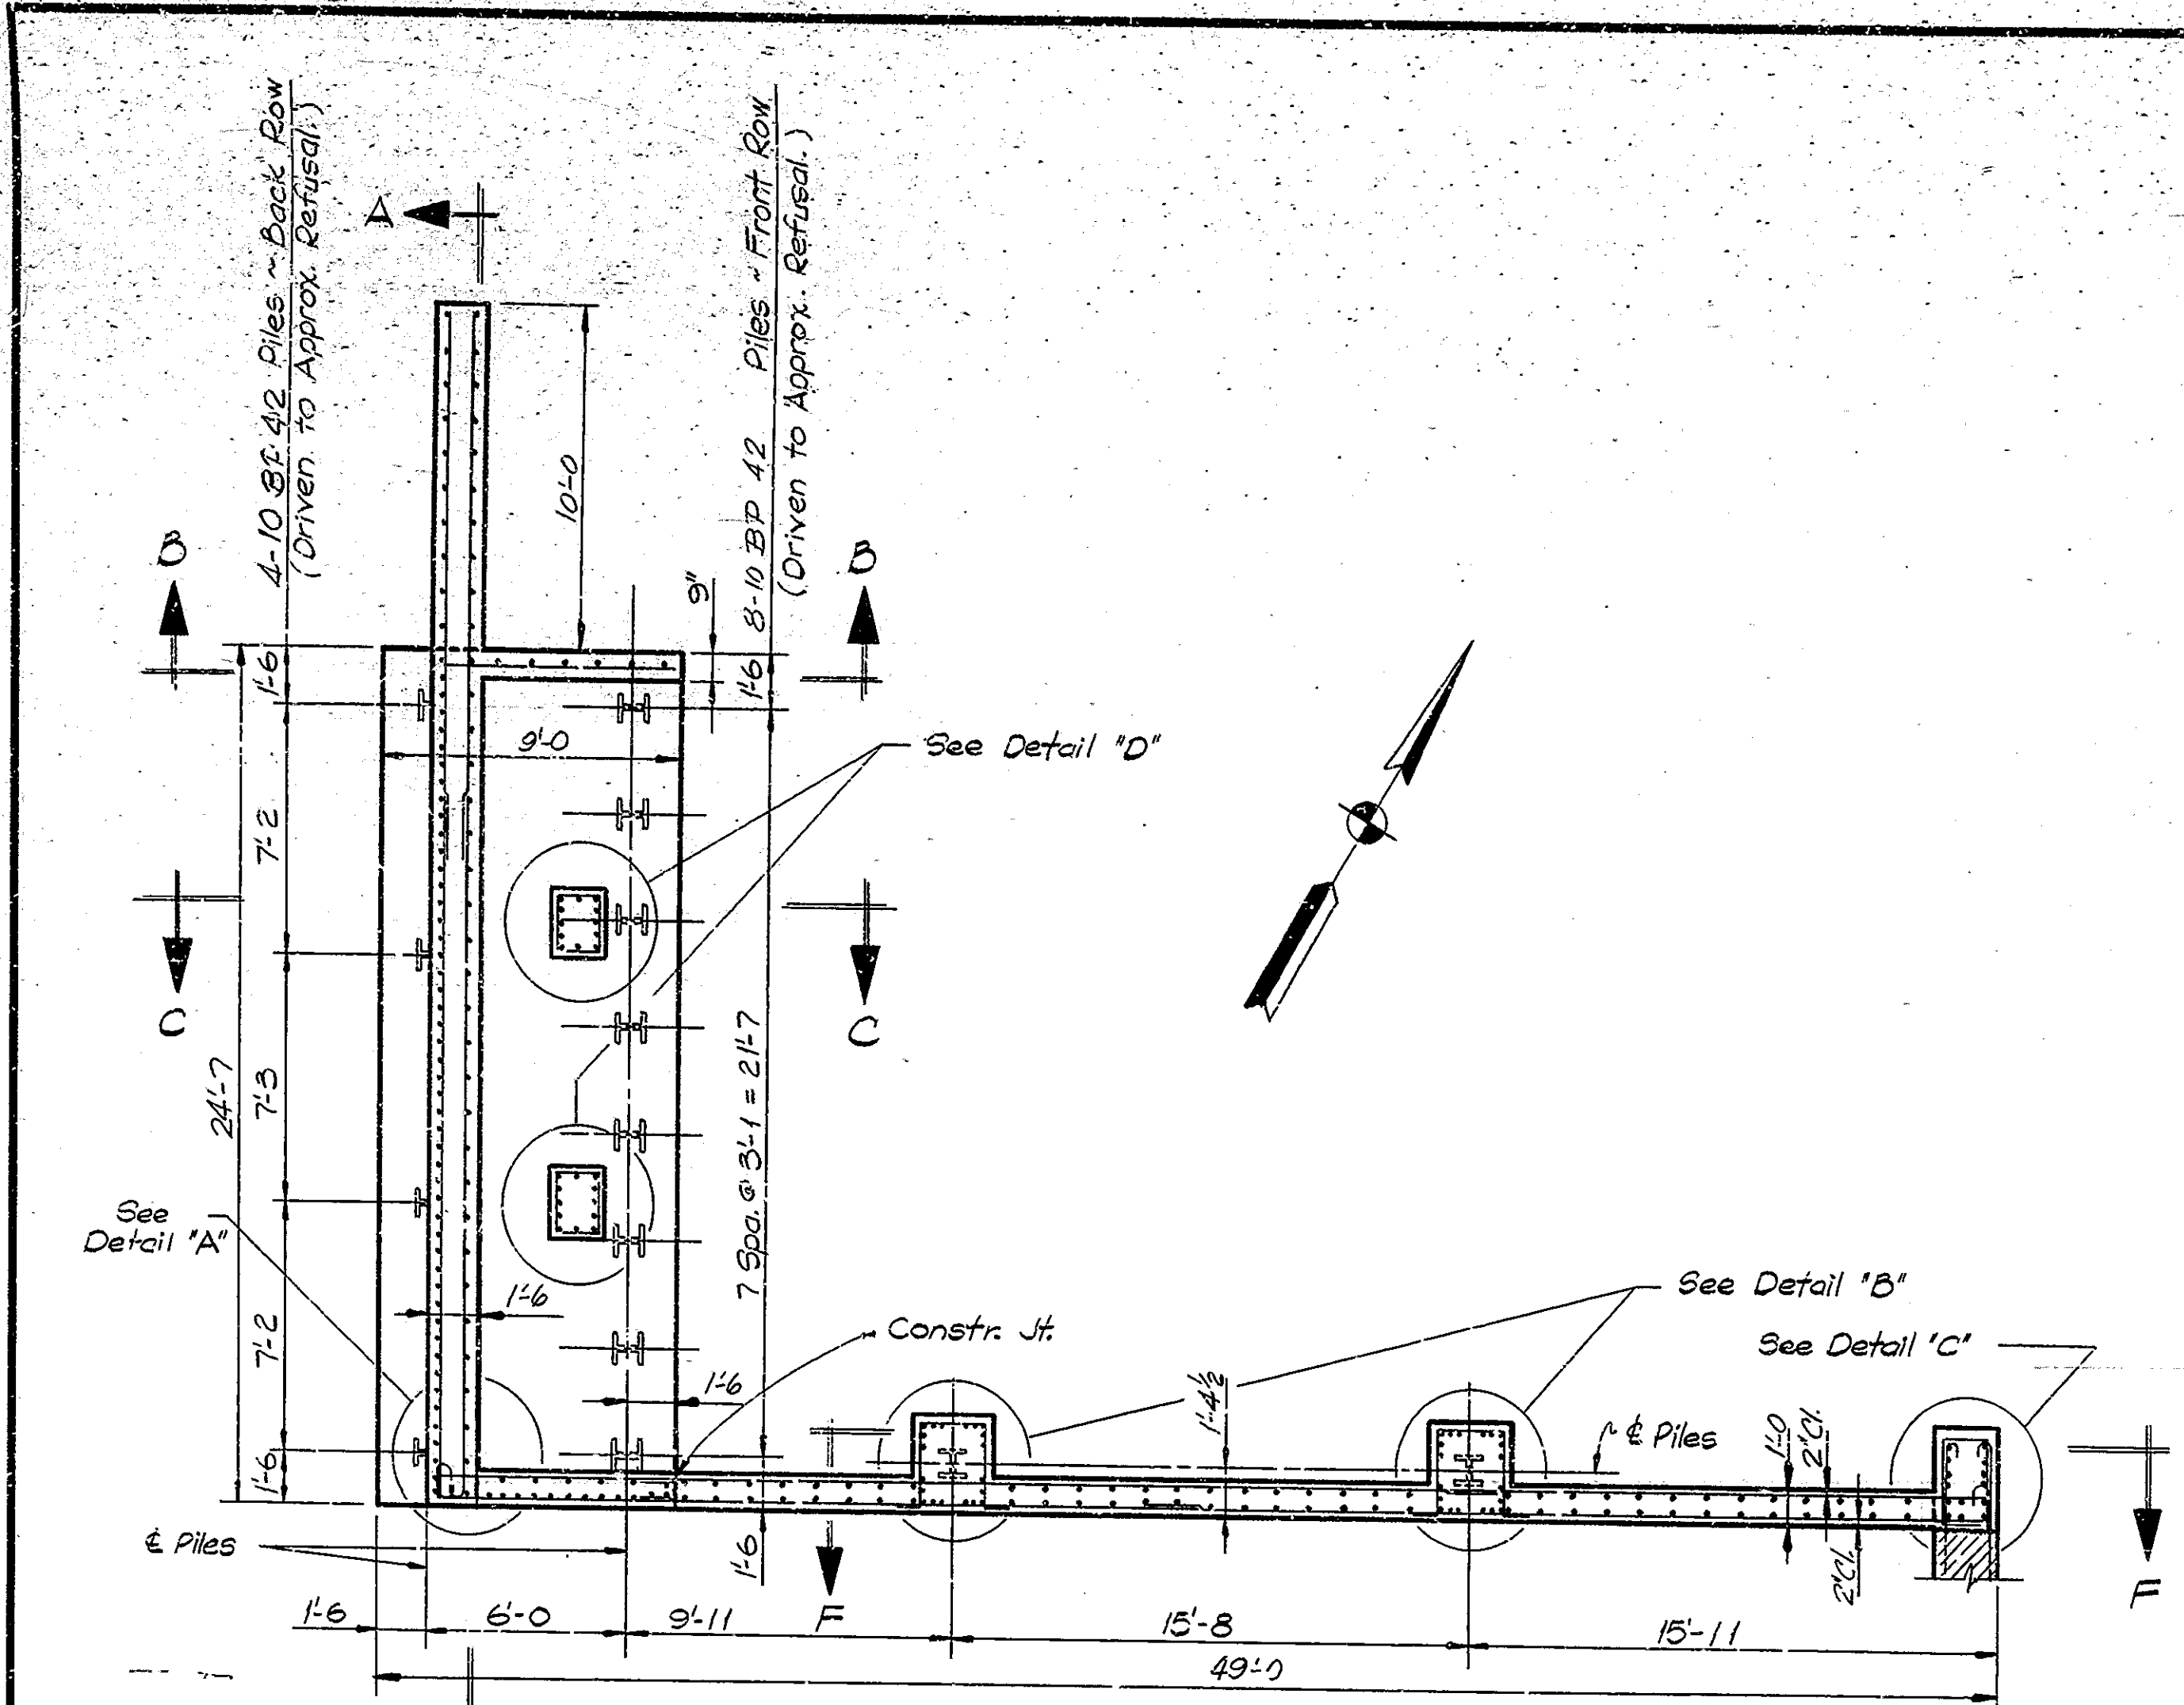 4-10 BP 42 Piles ~ Back Row
(Driven to Approx. Refusal.)
8-10 BP 42 Piles ~ Front Row
(Driven to Approx. Refusal.)
A
10'-0
B
B
9"
1'-6
1'-6
9'-0
See Detail "D"
7'-2
C
C
24'-7
7'-3
7 Spa. @ 3'-1 = 21'-7
See
Detail "A"
1'-6
7'-2
Constr. Jt.
See Detail "B"
See Detail "C"
1'-6
1'-4½
℄ Piles
1'-0
2"Cl.
1'-6
℄ Piles
1'-6
2"Cl.
F
F
1'-6
6'-0
9'-11
15'-8
15'-11
49'-0